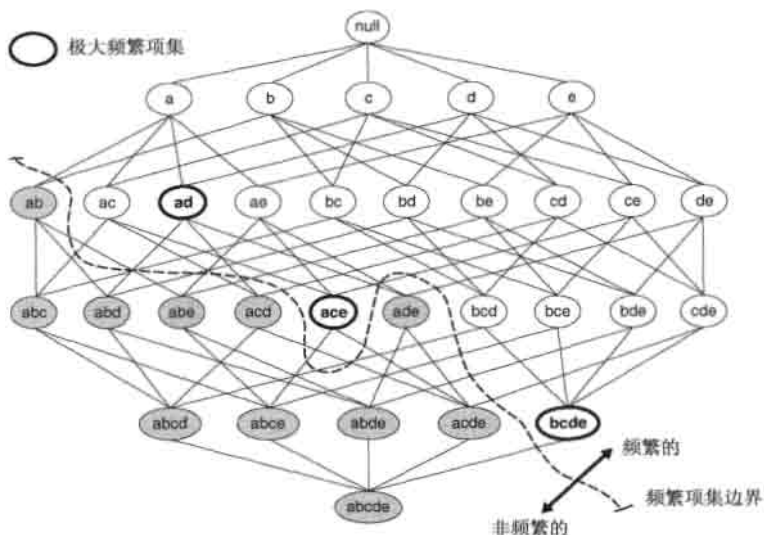 null
极大频繁项集
a b c d e
ab ac ad ae bc bd be cd ce de
abc abd abe acd ace ade bcd bce bde cde
abcd abce abde acde bcde
频繁的
频繁项集边界
abcde
非频繁的